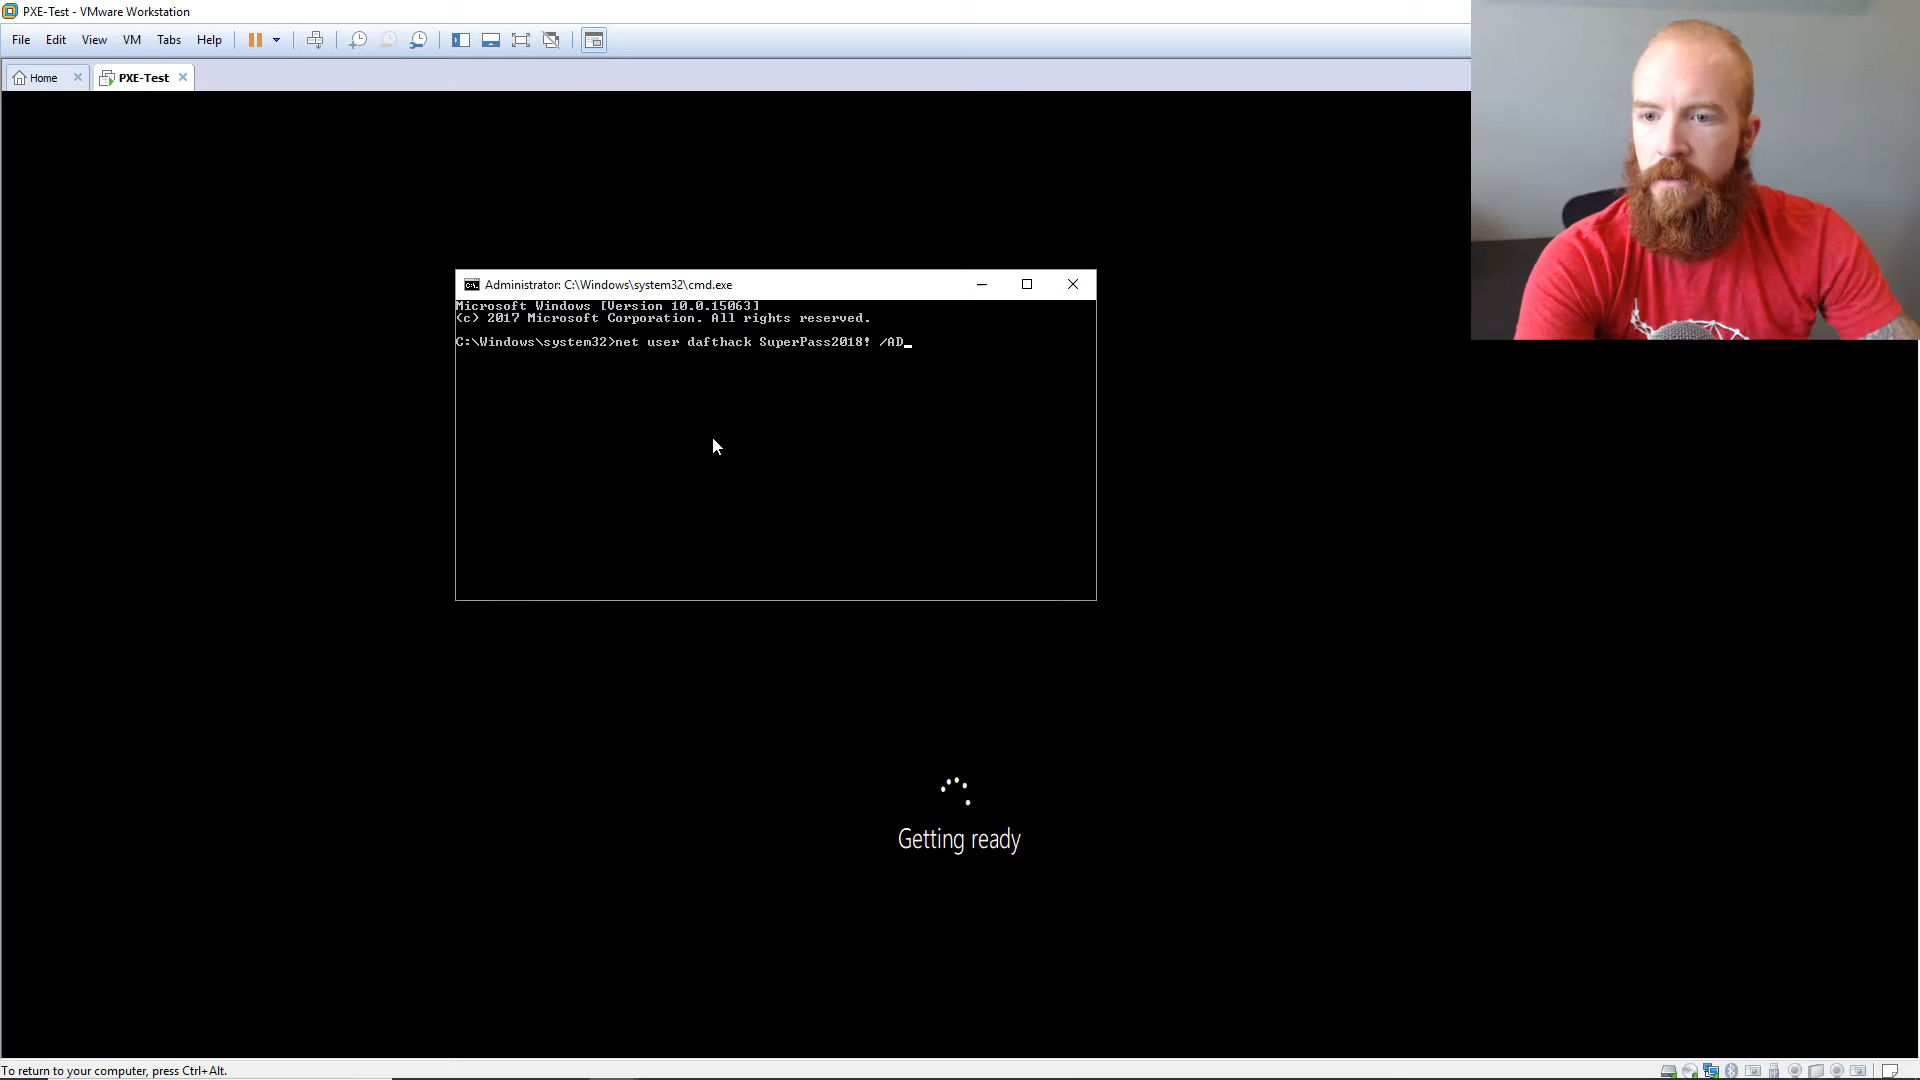 PXE-Test - VMware Workstation
File Edit View VM Tabs Help
Home PXE-Test
Administrator: C:\Windows\system32\cmd.exe
Microsoft Windows [Version 10.0.15063]
(c) 2017 Microsoft Corporation. All rights reserved.
C:\Windows\system32>net user dafthack SuperPass2018! /AD_
Getting ready
To return to your computer, press Ctrl+Alt.